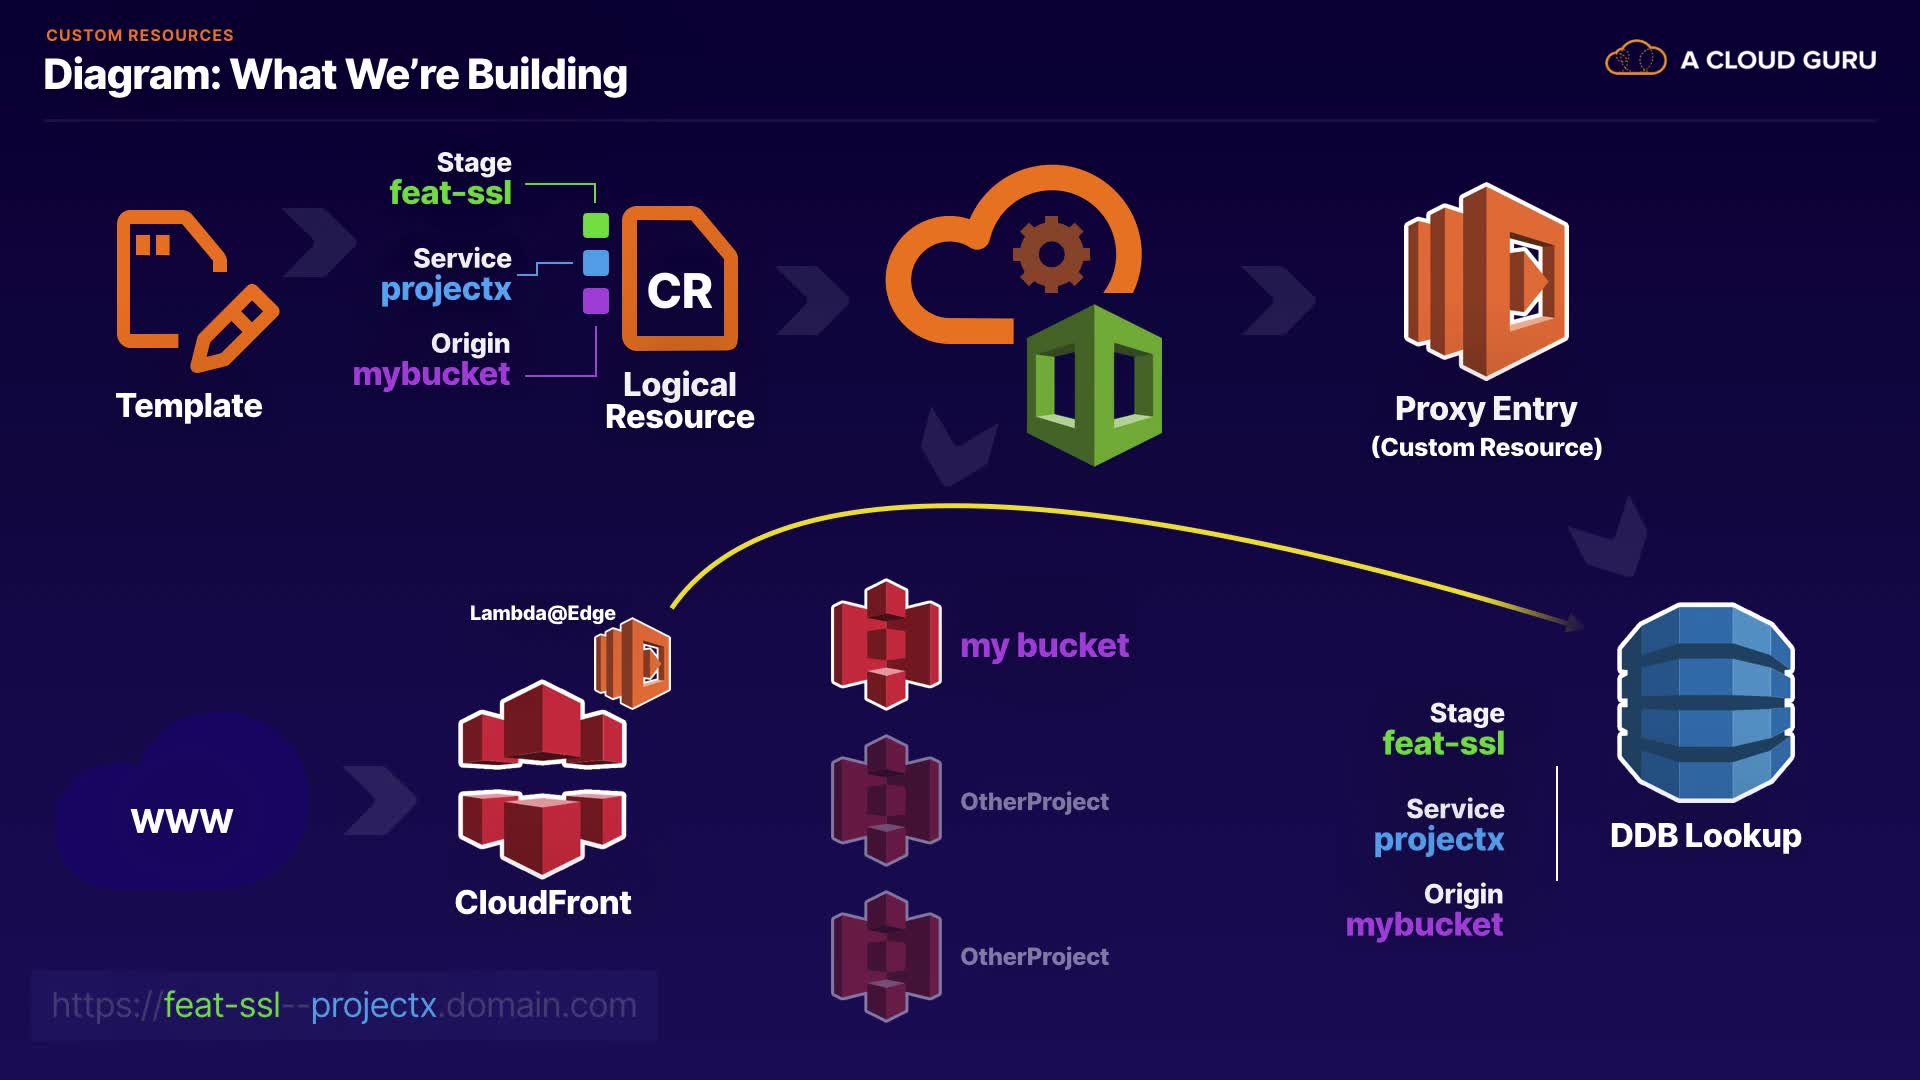 CUSTOM RESOURCES
Diagram: What We're Building
A CLOUD GURU
Stage
feat-ssl
Service
projectx
Origin
mybucket
Template
CR
Logical
Resource
Proxy Entry
(Custom Resource)
Lambda@Edge
my bucket
OtherProject
OtherProject
www
CloudFront
Stage
feat-ssl
Service
projectx
Origin
mybucket
DDB Lookup
https://feat-ssl--projectx.domain.com